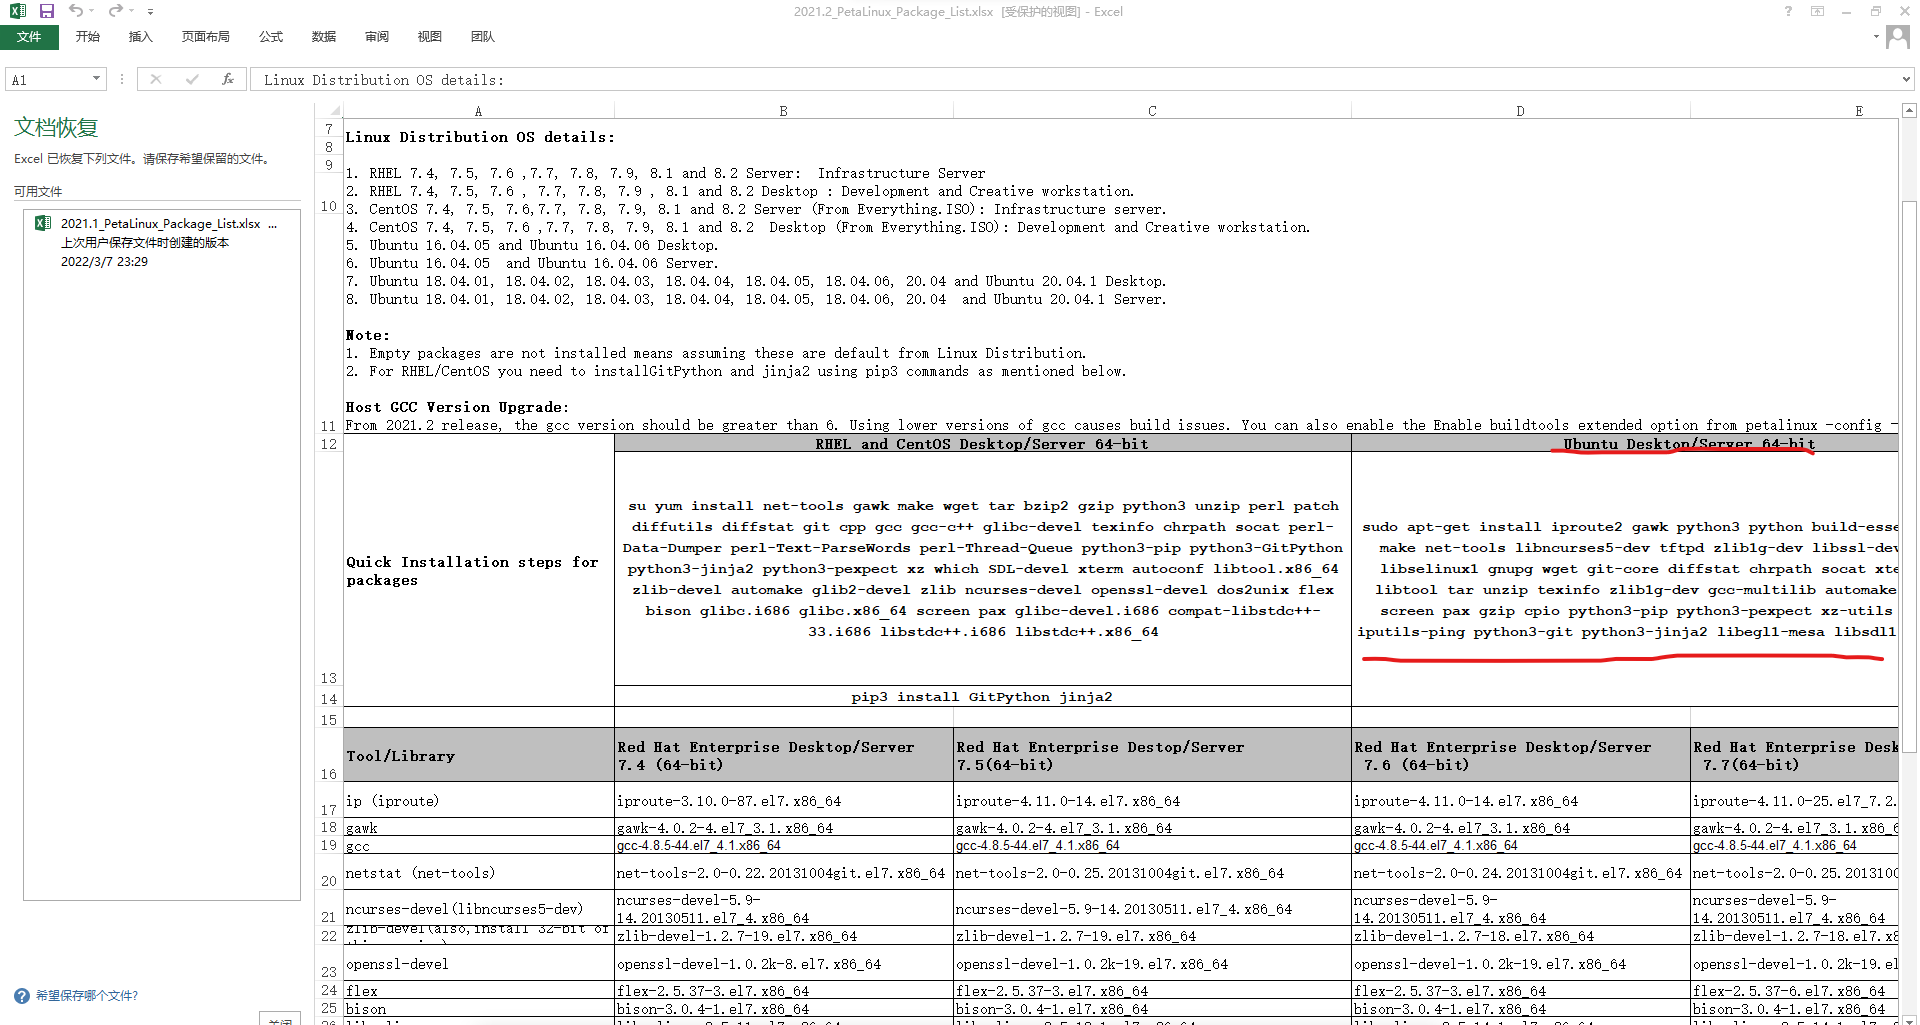 2021.2_PetaLinux_Package_List.xlsx [受保护的视图] - Excel
文件 开始 插入 页面布局 公式 数据 审阅 视图 团队
A1 fx Linux Distribution OS details:
文档恢复
Excel 已恢复下列文件。请保存希望保留的文件。
可用文件
2021.1_PetaLinux_Package_List.xlsx ...
上次用户保存文件时创建的版本
2022/3/7 23:29
希望保存哪个文件?
关闭
A B C D E
7
8
9
10
11
12
13
14
15
16
17
18
19
20
21
22
23
24
25
Linux Distribution OS details:
1. RHEL 7.4, 7.5, 7.6 ,7.7, 7.8, 7.9, 8.1 and 8.2 Server:  Infrastructure Server
2. RHEL 7.4, 7.5, 7.6 , 7.7, 7.8, 7.9 , 8.1 and 8.2 Desktop : Development and Creative workstation.
3. CentOS 7.4, 7.5, 7.6,7.7, 7.8, 7.9, 8.1 and 8.2 Server (From Everything.ISO): Infrastructure server.
4. CentOS 7.4, 7.5, 7.6 ,7.7, 7.8, 7.9, 8.1 and 8.2  Desktop (From Everything.ISO): Development and Creative workstation.
5. Ubuntu 16.04.05 and Ubuntu 16.04.06 Desktop.
6. Ubuntu 16.04.05  and Ubuntu 16.04.06 Server.
7. Ubuntu 18.04.01, 18.04.02, 18.04.03, 18.04.04, 18.04.05, 18.04.06, 20.04 and Ubuntu 20.04.1 Desktop.
8. Ubuntu 18.04.01, 18.04.02, 18.04.03, 18.04.04, 18.04.05, 18.04.06, 20.04  and Ubuntu 20.04.1 Server.
Note:
1. Empty packages are not installed means assuming these are default from Linux Distribution.
2. For RHEL/CentOS you need to installGitPython and jinja2 using pip3 commands as mentioned below.
Host GCC Version Upgrade:
From 2021.2 release, the gcc version should be greater than 6. Using lower versions of gcc causes build issues. You can also enable the Enable buildtools extended option from petalinux -config -
RHEL and CentOS Desktop/Server 64-bit
Ubuntu Desktop/Server 64-bit
Quick Installation steps for
packages
su yum install net-tools gawk make wget tar bzip2 gzip python3 unzip perl patch
diffutils diffstat git cpp gcc gcc-c++ glibc-devel texinfo chrpath socat perl-
Data-Dumper perl-Text-ParseWords perl-Thread-Queue python3-pip python3-GitPython
python3-jinja2 python3-pexpect xz which SDL-devel xterm autoconf libtool.x86_64
zlib-devel automake glib2-devel zlib ncurses-devel openssl-devel dos2unix flex
bison glibc.i686 glibc.x86_64 screen pax glibc-devel.i686 compat-libstdc++-
33.i686 libstdc++.i686 libstdc++.x86_64
sudo apt-get install iproute2 gawk python3 python build-esse
make net-tools libncurses5-dev tftpd zlib1g-dev libssl-dev
libselinux1 gnupg wget git-core diffstat chrpath socat xte
libtool tar unzip texinfo zlib1g-dev gcc-multilib automake
screen pax gzip cpio python3-pip python3-pexpect xz-utils
iputils-ping python3-git python3-jinja2 libegl1-mesa libsdl1
pip3 install GitPython jinja2
Tool/Library
Red Hat Enterprise Desktop/Server
7.4 (64-bit)
Red Hat Enterprise Destop/Server
7.5(64-bit)
Red Hat Enterprise Desktop/Server
7.6 (64-bit)
Red Hat Enterprise Desk
7.7(64-bit)
ip (iproute) iproute-3.10.0-87.el7.x86_64 iproute-4.11.0-14.el7.x86_64 iproute-4.11.0-14.el7.x86_64 iproute-4.11.0-25.el7_7.2.
gawk gawk-4.0.2-4.el7_3.1.x86_64 gawk-4.0.2-4.el7_3.1.x86_64 gawk-4.0.2-4.el7_3.1.x86_64 gawk-4.0.2-4.el7_3.1.x86_6
gcc gcc-4.8.5-44.el7_4.1.x86_64 gcc-4.8.5-44.el7_4.1.x86_64 gcc-4.8.5-44.el7_4.1.x86_64 gcc-4.8.5-44.el7_4.1.x86_64
netstat (net-tools) net-tools-2.0-0.22.20131004git.el7.x86_64 net-tools-2.0-0.25.20131004git.el7.x86_64 net-tools-2.0-0.24.20131004git.el7.x86_64 net-tools-2.0-0.25.2013100
ncurses-devel(libncurses5-dev) ncurses-devel-5.9-
14.20130511.el7_4.x86_64 ncurses-devel-5.9-14.20130511.el7_4.x86_64 ncurses-devel-5.9-
14.20130511.el7_4.x86_64 ncurses-devel-5.9-
14.20130511.el7_4.x86_64
zlib-devel(also,install 32-bit of zlib-devel-1.2.7-19.el7.x86_64 zlib-devel-1.2.7-19.el7.x86_64 zlib-devel-1.2.7-18.el7.x86_64 zlib-devel-1.2.7-18.el7.x8
openssl-devel openssl-devel-1.0.2k-8.el7.x86_64 openssl-devel-1.0.2k-19.el7.x86_64 openssl-devel-1.0.2k-19.el7.x86_64 openssl-devel-1.0.2k-19.el
flex flex-2.5.37-3.el7.x86_64 flex-2.5.37-3.el7.x86_64 flex-2.5.37-3.el7.x86_64 flex-2.5.37-6.el7.x86_64
bison bison-3.0.4-1.el7.x86_64 bison-3.0.4-1.el7.x86_64 bison-3.0.4-1.el7.x86_64 bison-3.0.4-1.el7.x86_64